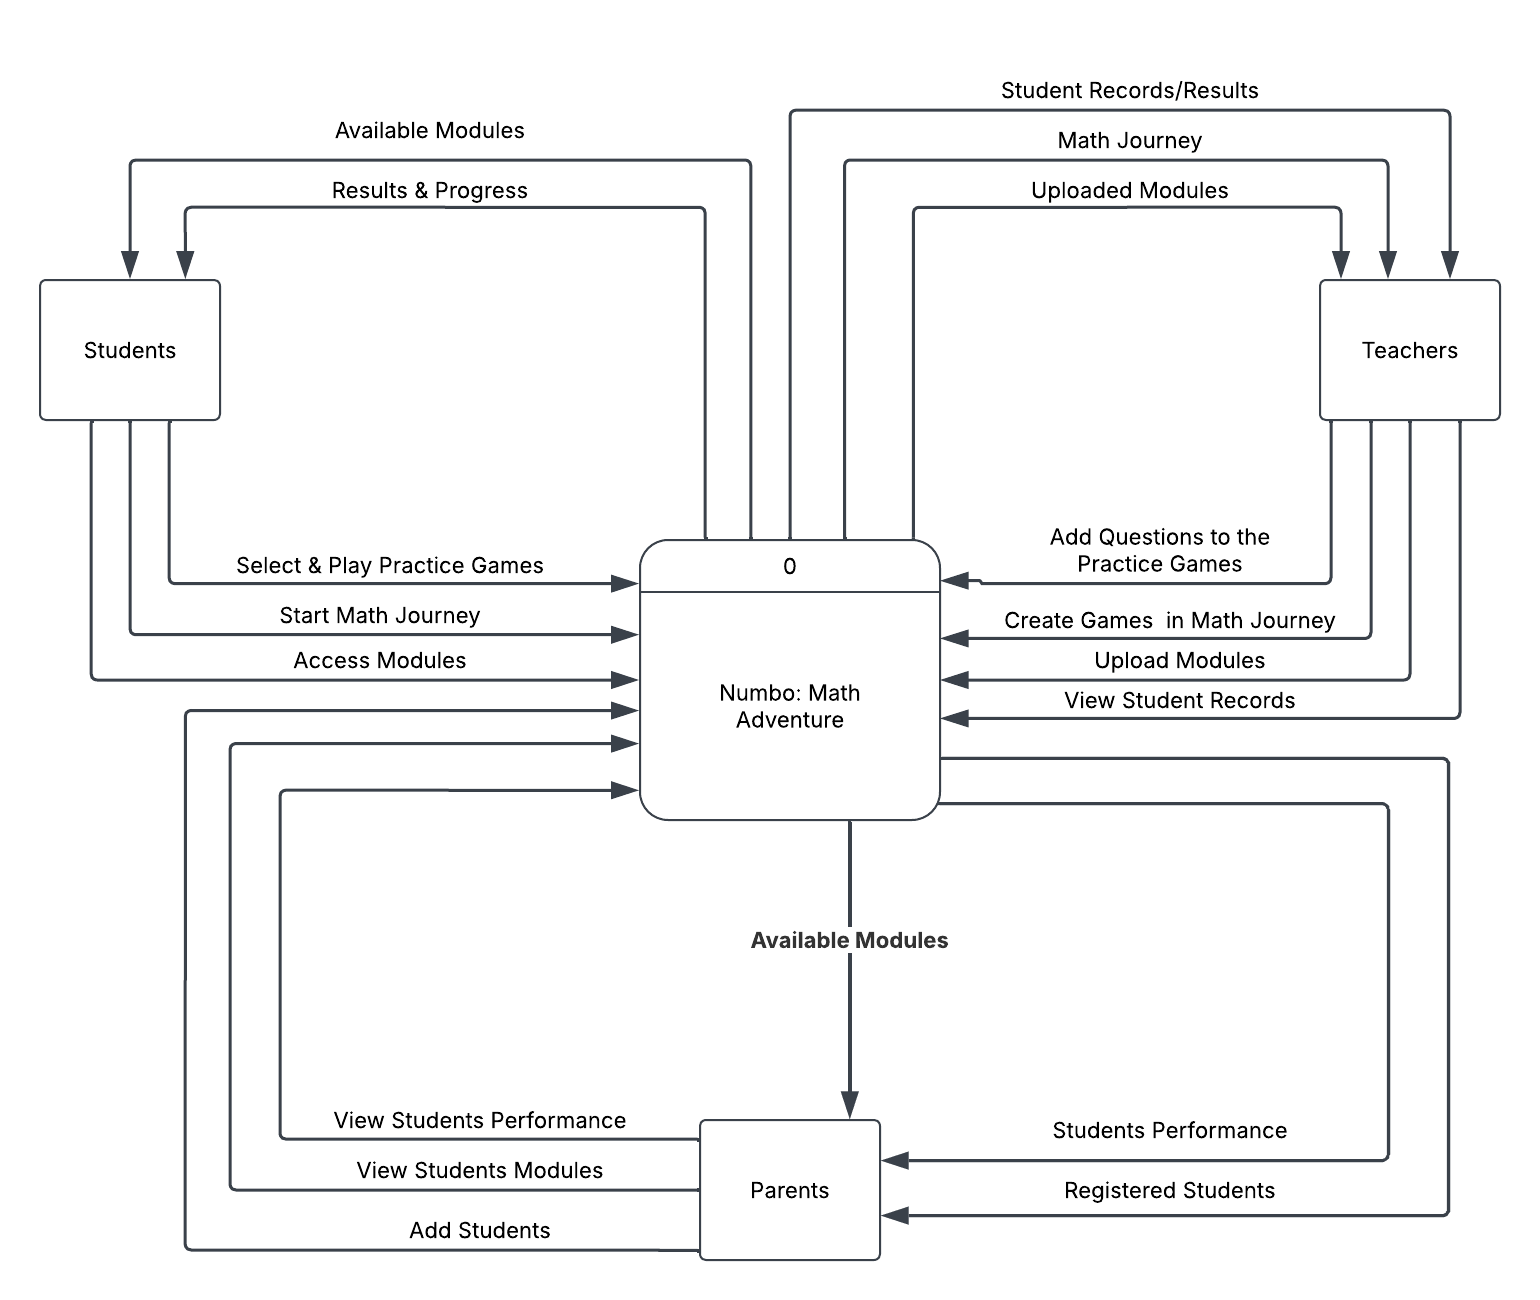 Student Records/Results
Available Modules
Math Journey
Results & Progress
Uploaded Modules
Students
Teachers
Add Questions to the
Practice Games
Select & Play Practice Games
0
Start Math Journey
Create Games  in Math Journey
Access Modules
Upload Modules
Numbo: Math
Adventure
View Student Records
Available Modules
View Students Performance
Students Performance
View Students Modules
Parents
Registered Students
Add Students